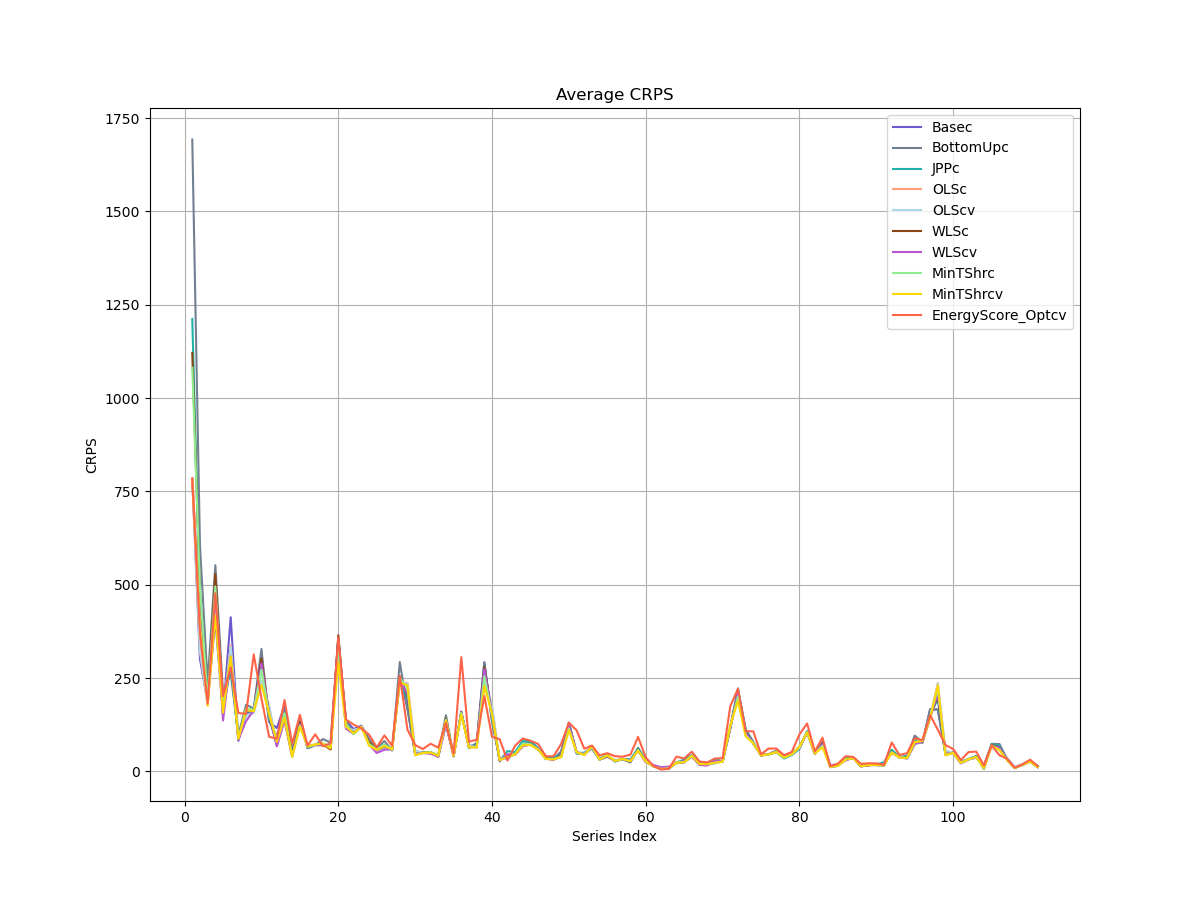 Average CRPS
1750
1500
1250
1000
750
500
250
0
CRPS
Basec
BottomUpc
JPPc
OLSc
OLScv
WLSc
WLScv
MinTShrc
MinTShrcv
EnergyScore_Optcv
0 20 40 60 80 100
Series Index